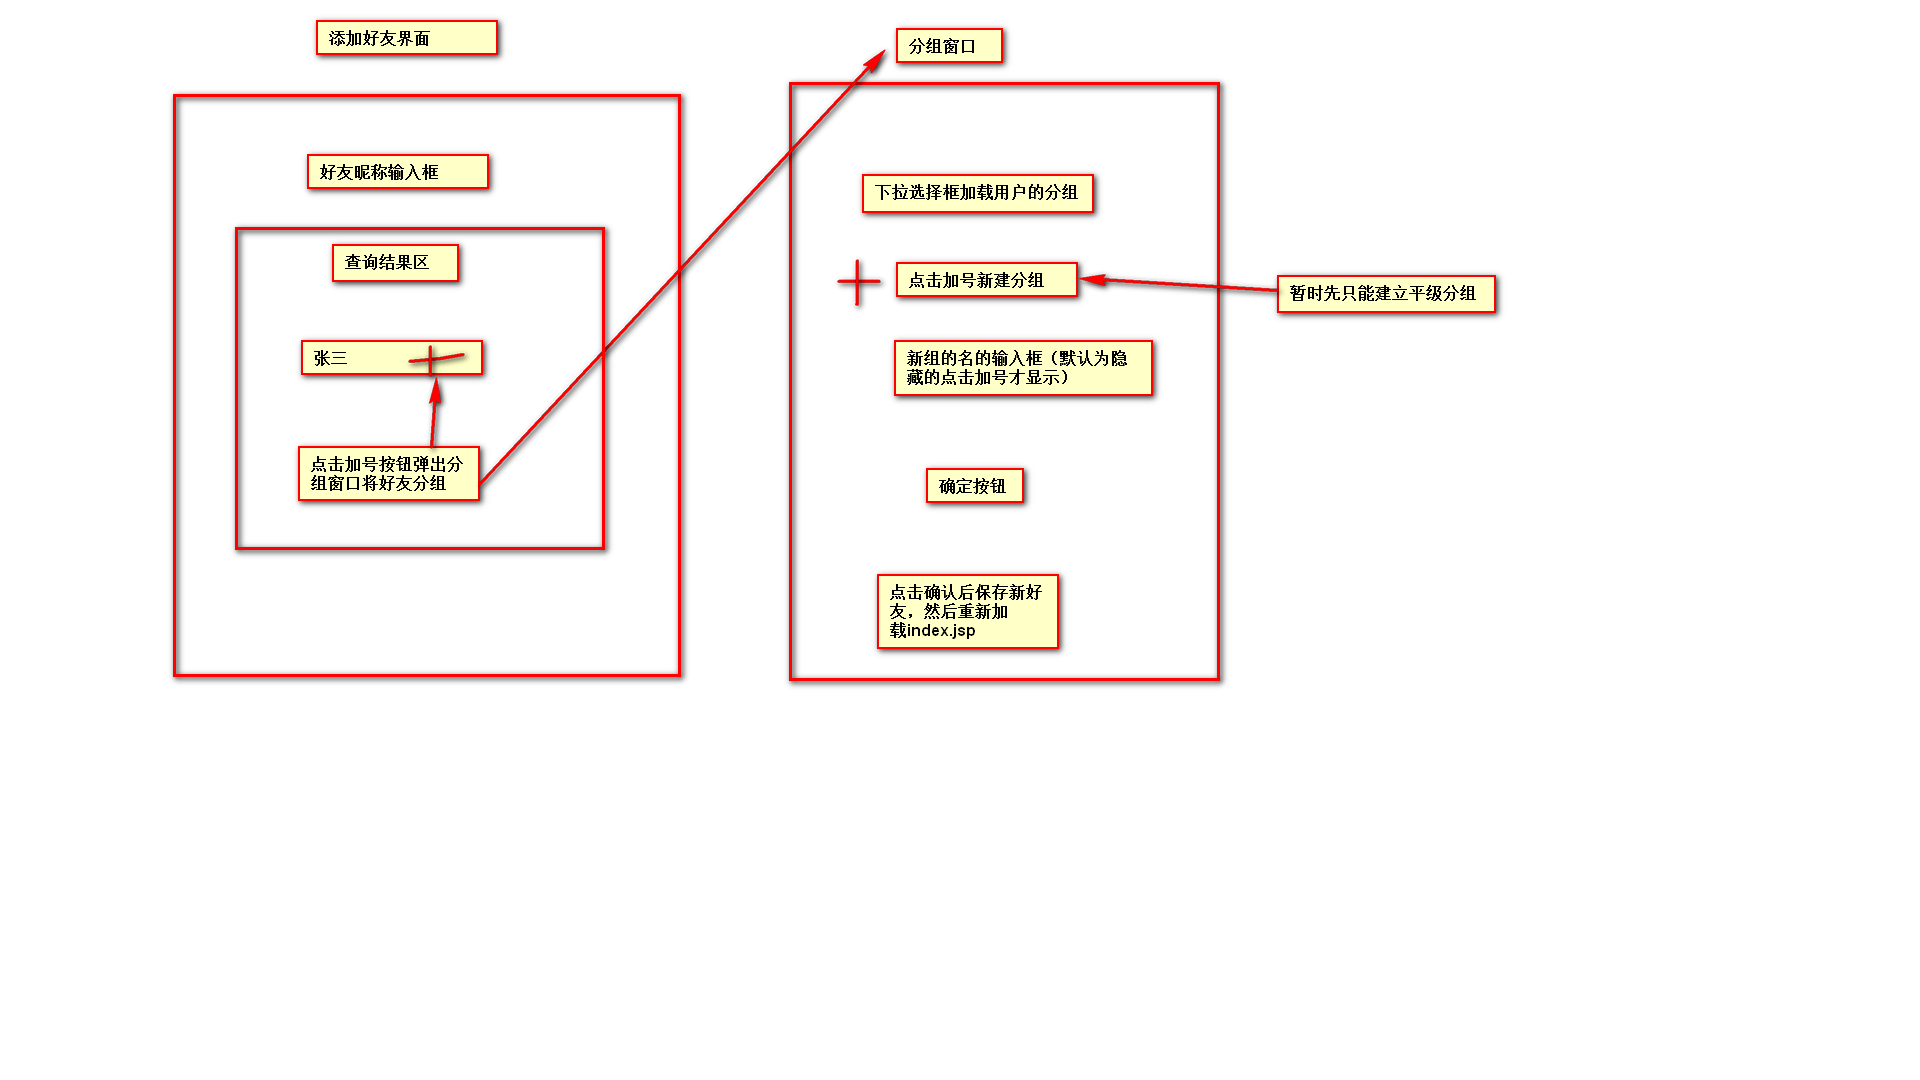 添加好友界面
好友昵称输入框
查询结果区
张三
点击加号按钮弹出分
组窗口将好友分组
分组窗口
下拉选择框加载用户的分组
点击加号新建分组
新组的名的输入框（默认为隐
藏的点击加号才显示）
确定按钮
点击确认后保存新好
友，然后重新加
载index.jsp
暂时先只能建立平级分组